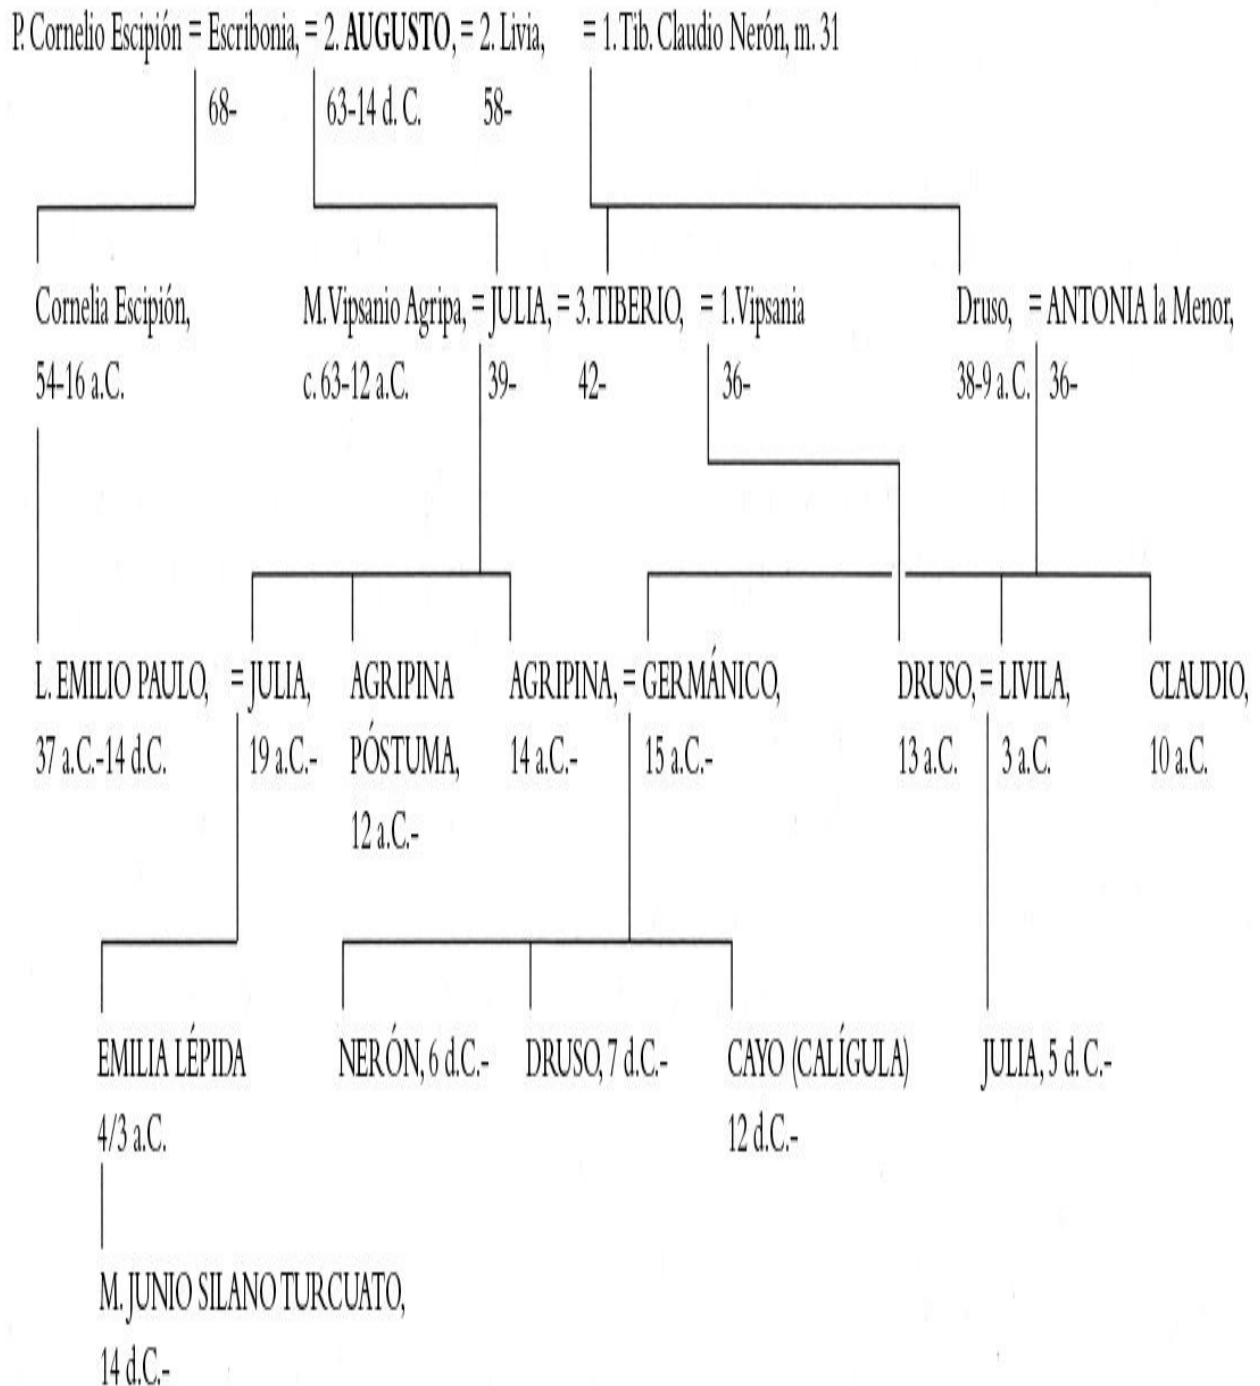 P. Cornelio Escipión = Escribonia, = 2. AUGUSTO, = 2. Livia, = 1. Tib. Claudio Nerón, m. 31
68- 63-14 d. C. 58-
Cornelia Escipión, M. Vipsanio Agripa, = JULIA, = 3. TIBERIO, = 1. Vipsania Druso, = ANTONIA la Menor,
54-16 a.C. c. 63-12 a.C. 39- 42- 36- 38-9 a.C. 36-
L. EMILIO PAULO, = JULIA, AGRIPINA AGRIPINA, = GERMÁNICO, DRUSO, = LIVILA, CLAUDIO,
37 a.C.-14 d.C. 19 a.C.- PÓSTUMA, 14 a.C.- 15 a.C.- 13 a.C. 3 a.C. 10 a.C.
12 a.C.-
EMILIA LÉPIDA NERÓN, 6 d.C.- DRUSO, 7 d.C.- CAYO (CALÍGULA) JULIA, 5 d. C.-
4/3 a.C. 12 d.C.-
M. JUNIO SILANO TURCUATO,
14 d.C.-